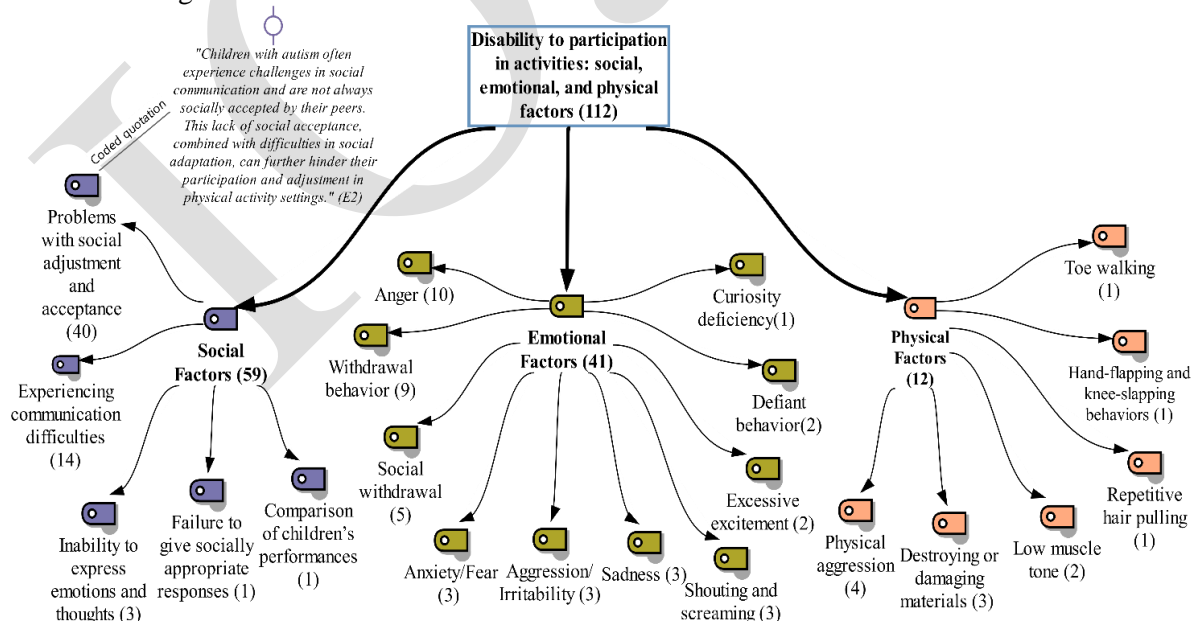 "Children with autism often
experience challenges in social
communication and are not always
socially accepted by their peers.
This lack of social acceptance,
combined with difficulties in social
adaptation, can further hinder their
participation and adjustment in
physical activity settings." (E2)
Coded quotation
Disability to participation
in activities: social,
emotional, and physical
factors (112)
Problems
with social
adjustment
and
acceptance
(40)
Social
Factors (59)
Experiencing
communication
difficulties
(14)
Inability to
express
emotions and
thoughts (3)
Failure to
give socially
appropriate
responses (1)
Comparison
of children's
performances
(1)
Anger (10)
Curiosity
deficiency(1)
Emotional
Factors (41)
Withdrawal
behavior (9)
Defiant
behavior(2)
Social
withdrawal
(5)
Excessive
excitement (2)
Anxiety/Fear
(3)
Aggression/
Irritability (3)
Sadness (3)
Shouting and
screaming (3)
Toe walking
(1)
Physical
Factors
(12)
Hand-flapping and
knee-slapping
behaviors (1)
Repetitive
hair pulling
(1)
Physical
aggression
(4)
Destroying or
damaging
materials (3)
Low muscle
tone (2)